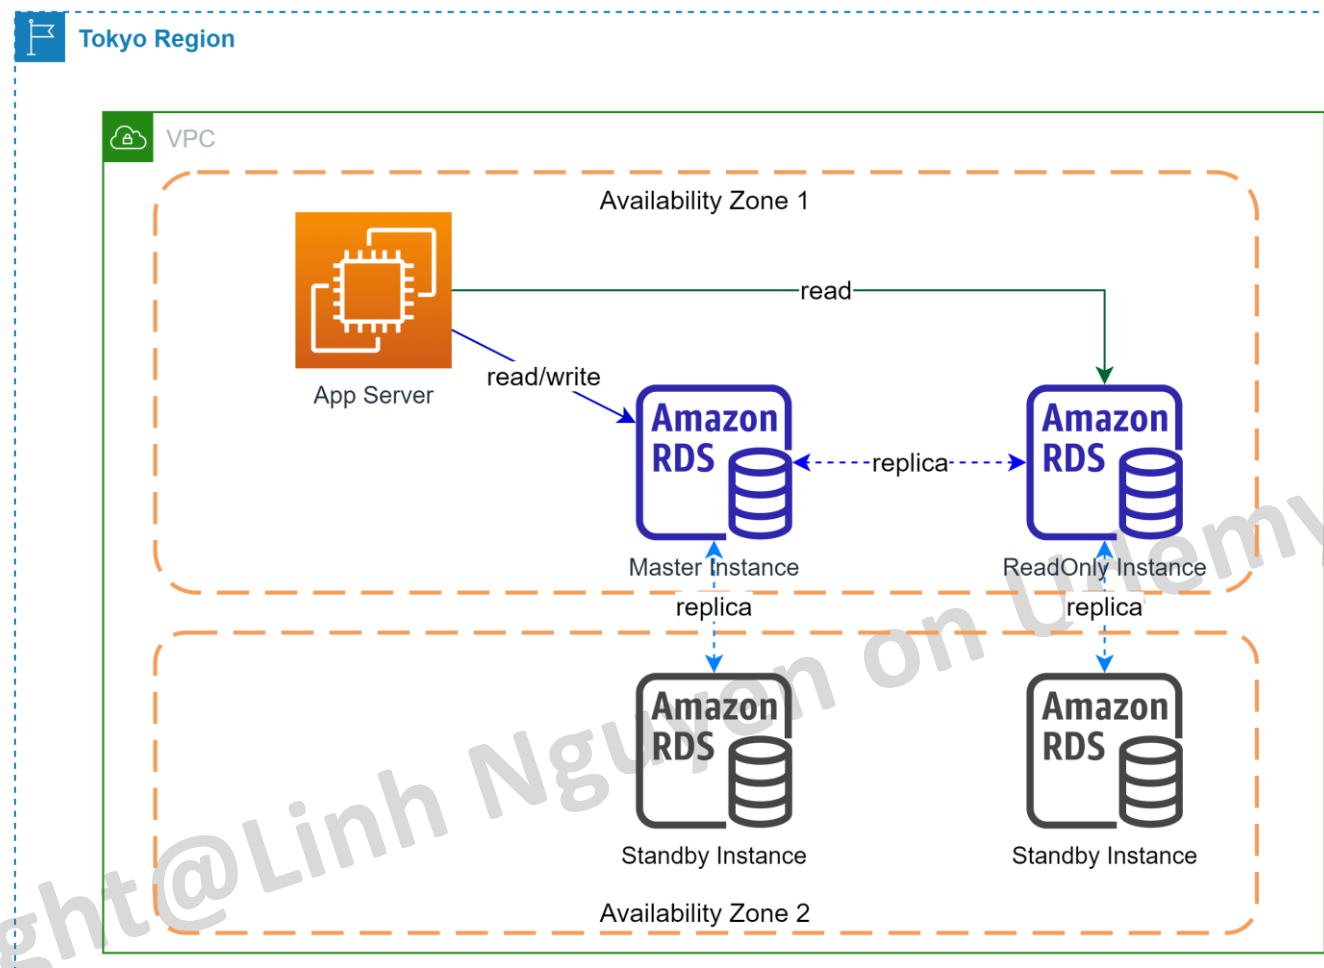 Tokyo Region
VPC
Availability Zone 1
read
read/write
App Server
Amazon
RDS
replica
Amazon
RDS
Master Instance
ReadOnly Instance
replica
replica
Amazon
RDS
Amazon
RDS
Standby Instance
Standby Instance
Availability Zone 2
ght@Linh Nguyen on Udemy